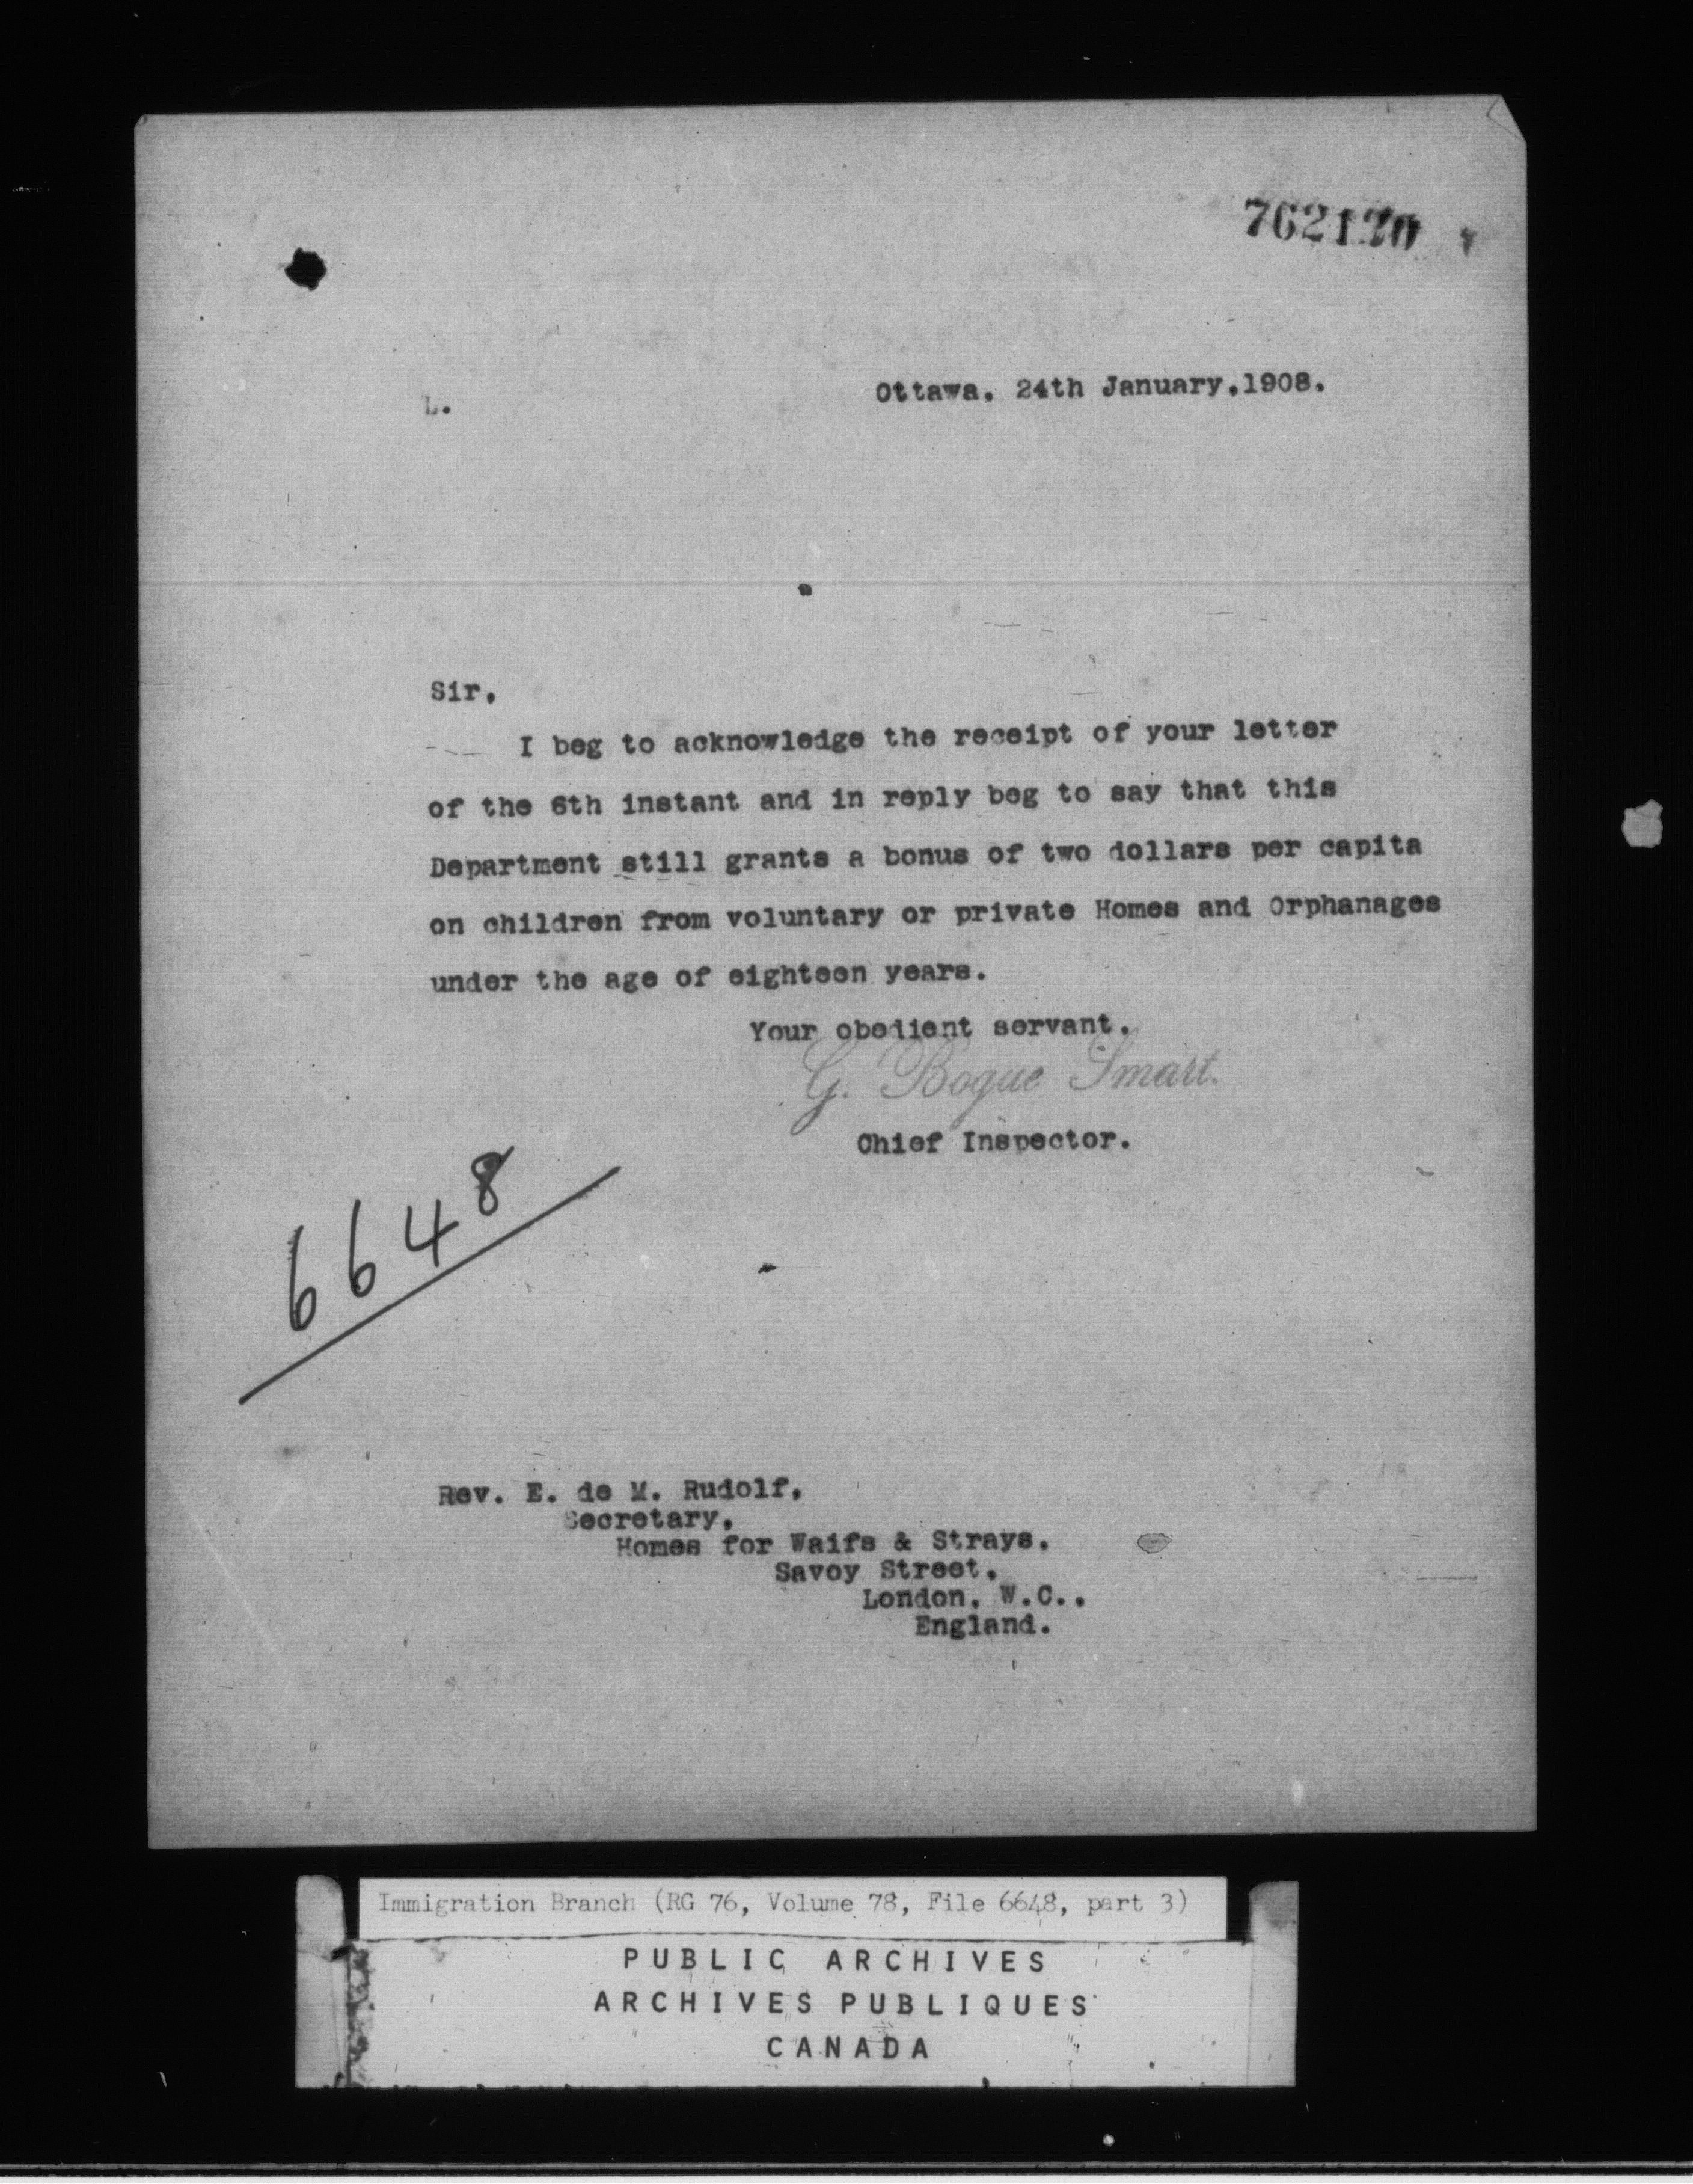 762120
L.
Ottawa, 24th January,1908.
Sir,
I beg to acknowledge the receipt of your letter
of the 6th instant and in reply beg to say that this
Department still grants a bonus of two dollars per capita
on children from voluntary or private Homes and Orphanages
under the age of eighteen years.
Your obedient servant,
G. Bogue Smart.
Chief Inspector.
6648
Rev. E. de M. Rudolf,
Secretary,
Homes for Waifs & Strays,
Savoy Street,
London, W.C.,
England.
Immigration Branch (RG 76, Volume 78, File 6648, part 3)
PUBLIC ARCHIVES
ARCHIVES PUBLIQUES
CANADA